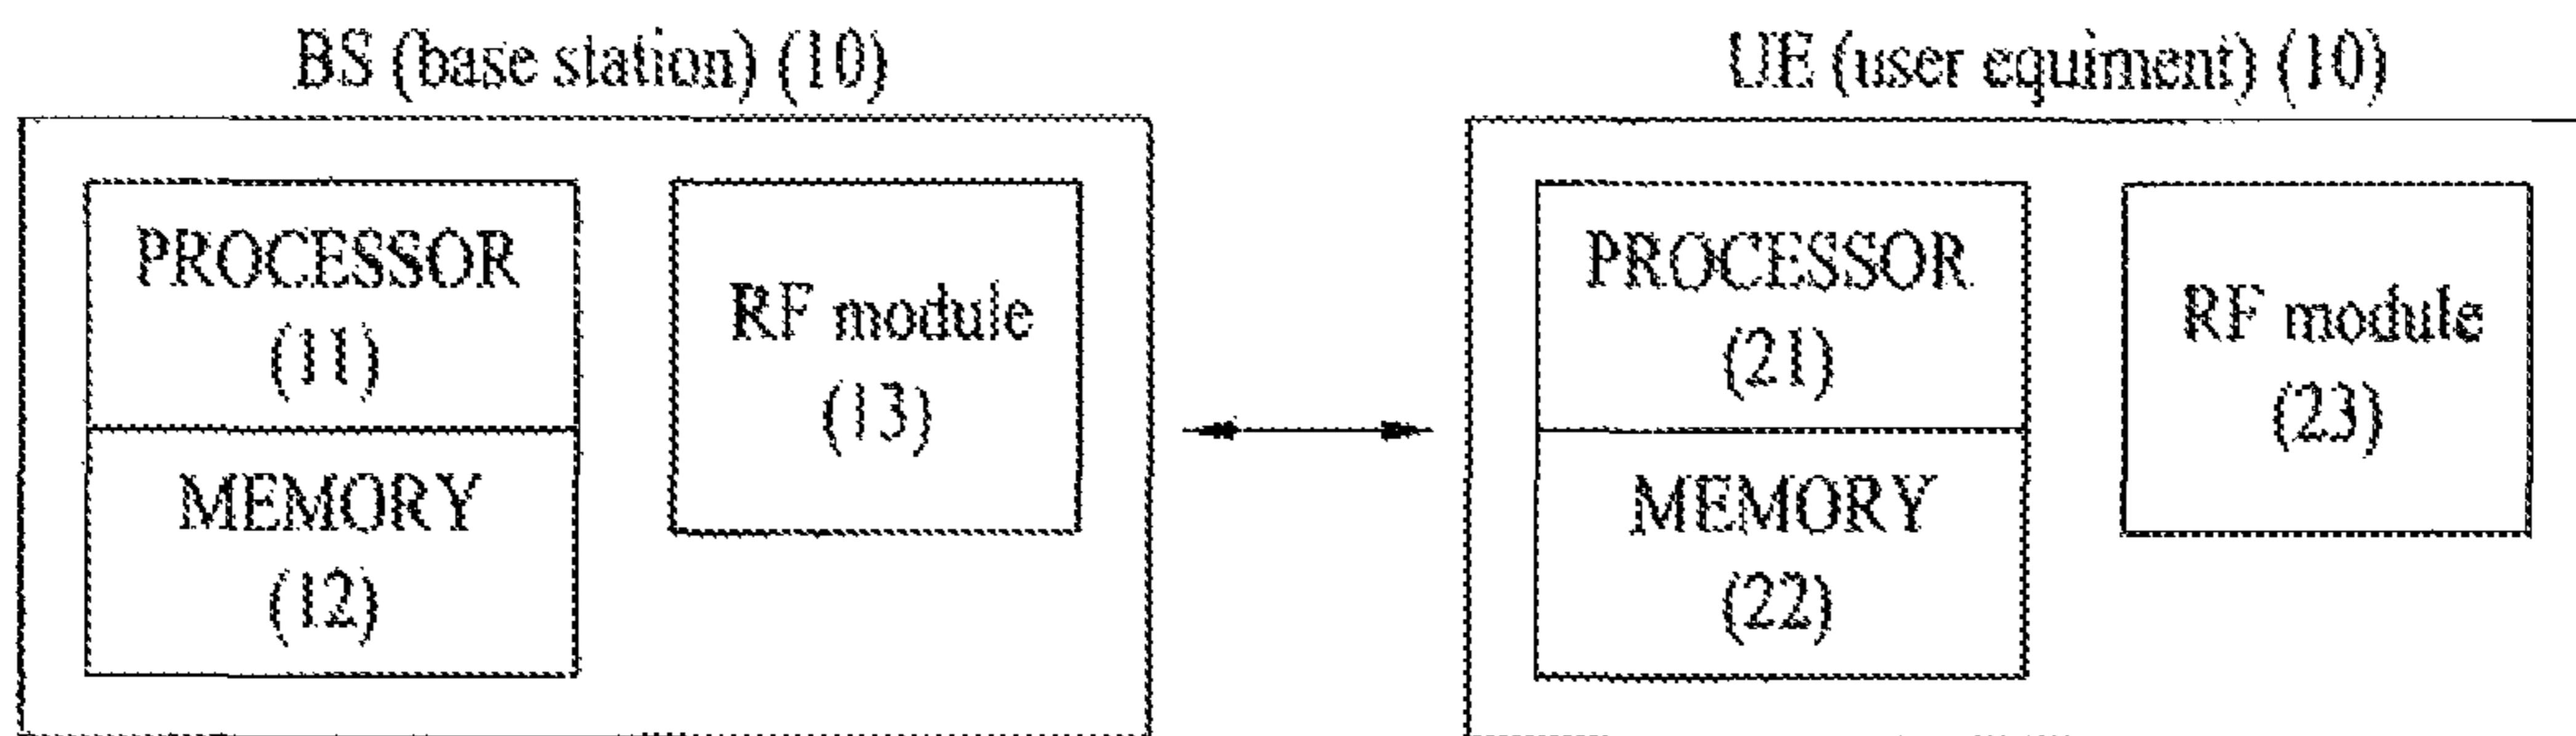 BS (base station) (10)
PROCESSOR
(11)
MEMORY
(12)
RF module
(13)
UE (user equiment) (10)
PROCESSOR
(21)
MEMORY
(22)
RF module
(23)